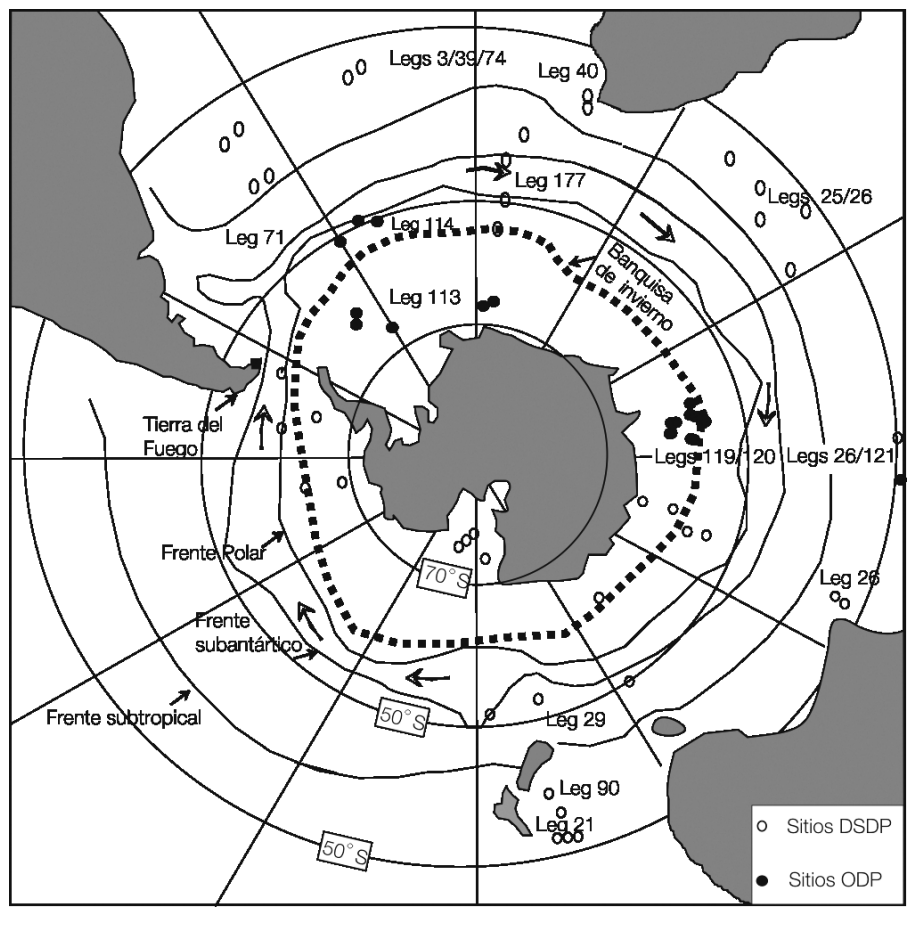 Legs 3/39/74
Leg 40
Leg 177
Legs 25/26
Leg 71
Leg 114
Banquisa
de invierno
Leg 113
Tierra del
Fuego
Legs 119/120
Legs 26/121
Frente Polar
70°S
Leg 26
Frente
subantártico
Frente subtropical
50°S
Leg 29
Leg 90
Leg 21
50°S
Sitios DSDP
Sitios ODP